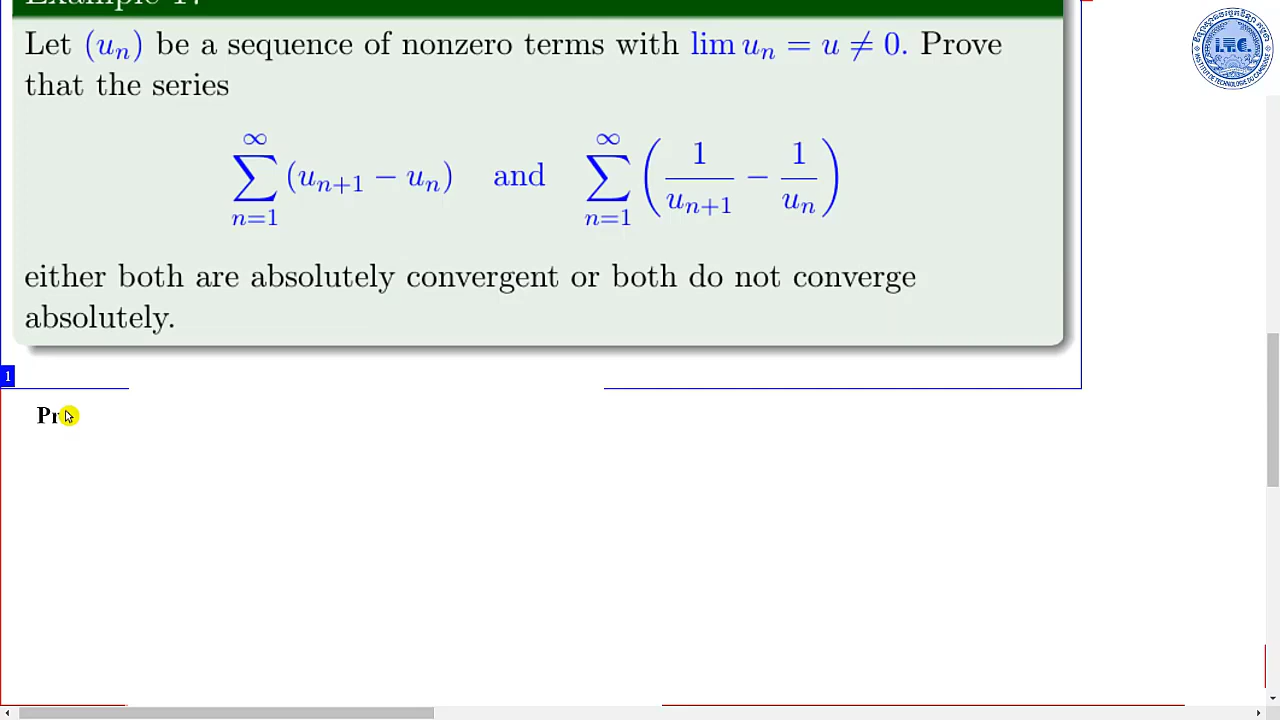 Let (u_n) be a sequence of nonzero terms with lim u_n = u ≠ 0. Prove
that the series
∑_{n=1}^{∞} (u_{n+1} − u_n) and ∑_{n=1}^{∞} (1/u_{n+1} − 1/u_n)
either both are absolutely convergent or both do not converge
absolutely.
1
Pr